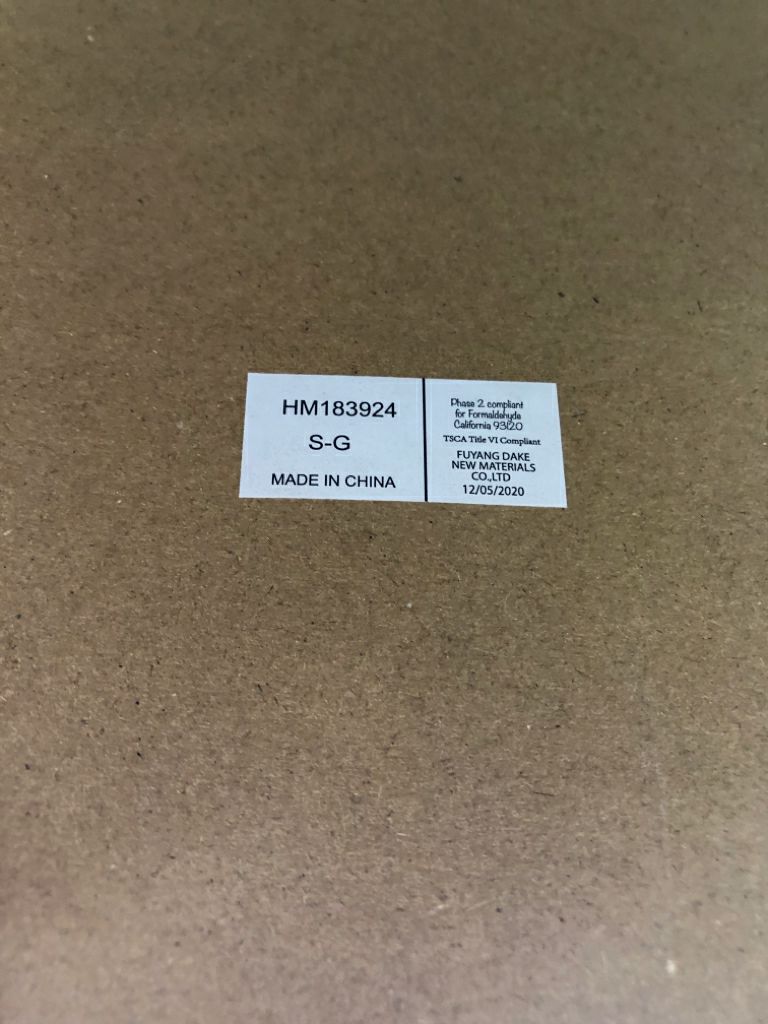 HM183924
S-G
MADE IN CHINA
Phase 2 compliant
for Formaldehyde
California 93120
TSCA Title VI Compliant
FUYANG DAKE
NEW MATERIALS
CO.,LTD
12/05/2020